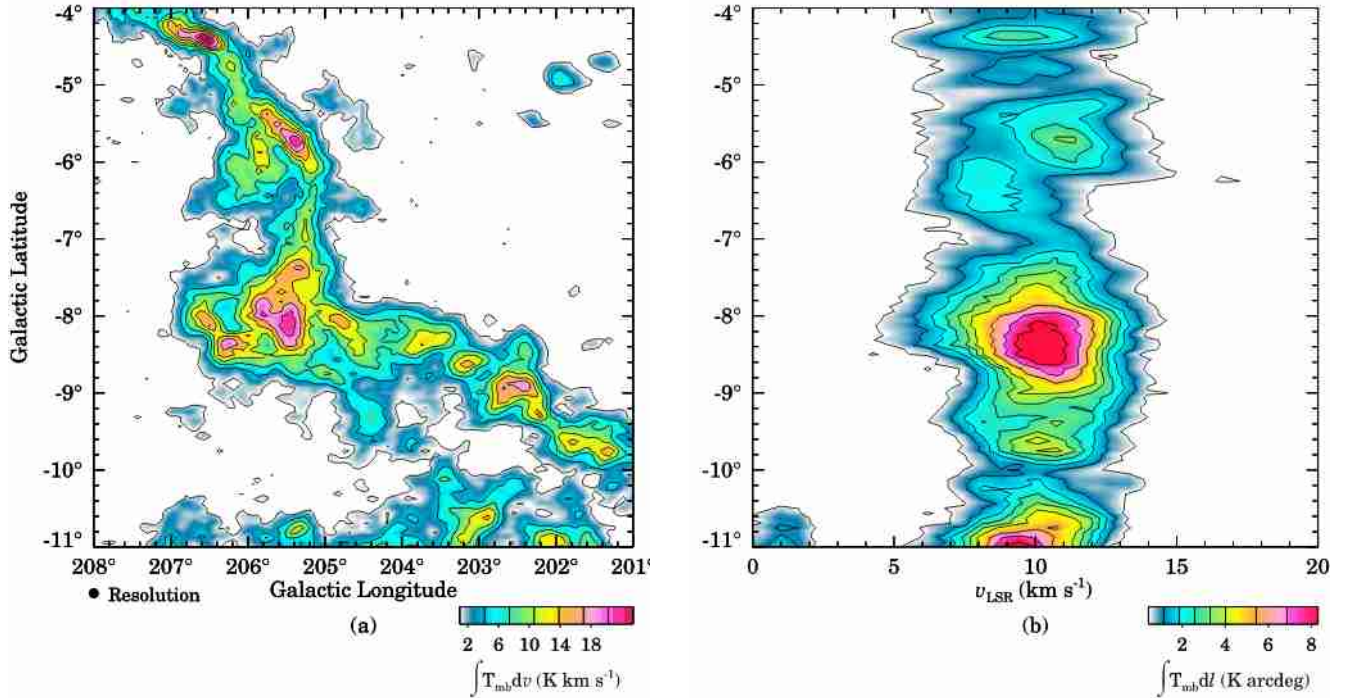 -4°
-5°
-6°
-7°
-8°
-9°
-10°
-11°
Galactic Latitude
208° 207° 206° 205° 204° 203° 202° 201°
Galactic Longitude
● Resolution
(a)
2 6 10 14 18
∫ T_mb dv (K km s⁻¹)
-4°
-5°
-6°
-7°
-8°
-9°
-10°
-11°
0 5 10 15 20
v_LSR (km s⁻¹)
(b)
2 4 6 8
∫ T_mb dl (K arcdeg)